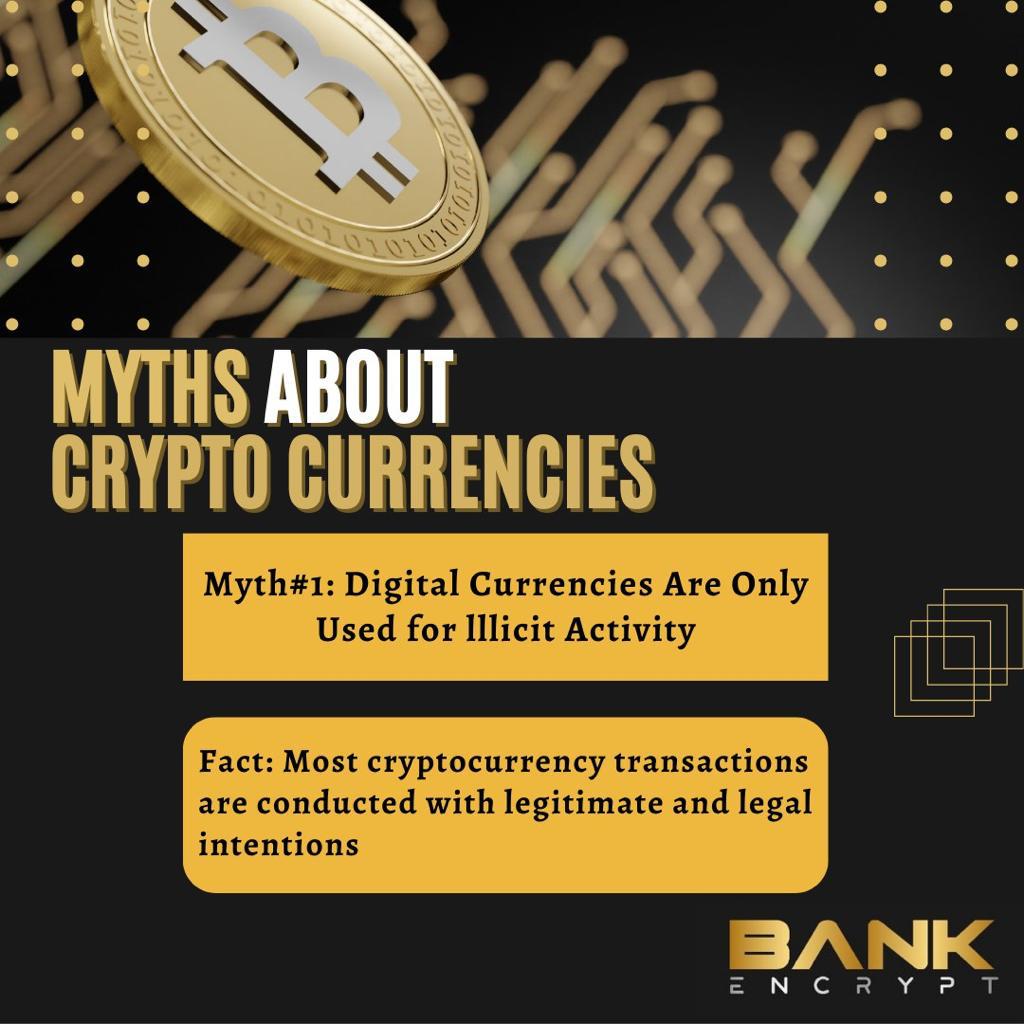 MYTHS ABOUT
CRYPTO CURRENCIES
Myth#1: Digital Currencies Are Only
Used for lllicit Activity
Fact: Most cryptocurrency transactions
are conducted with legitimate and legal
intentions
BANK
ENCRYPT